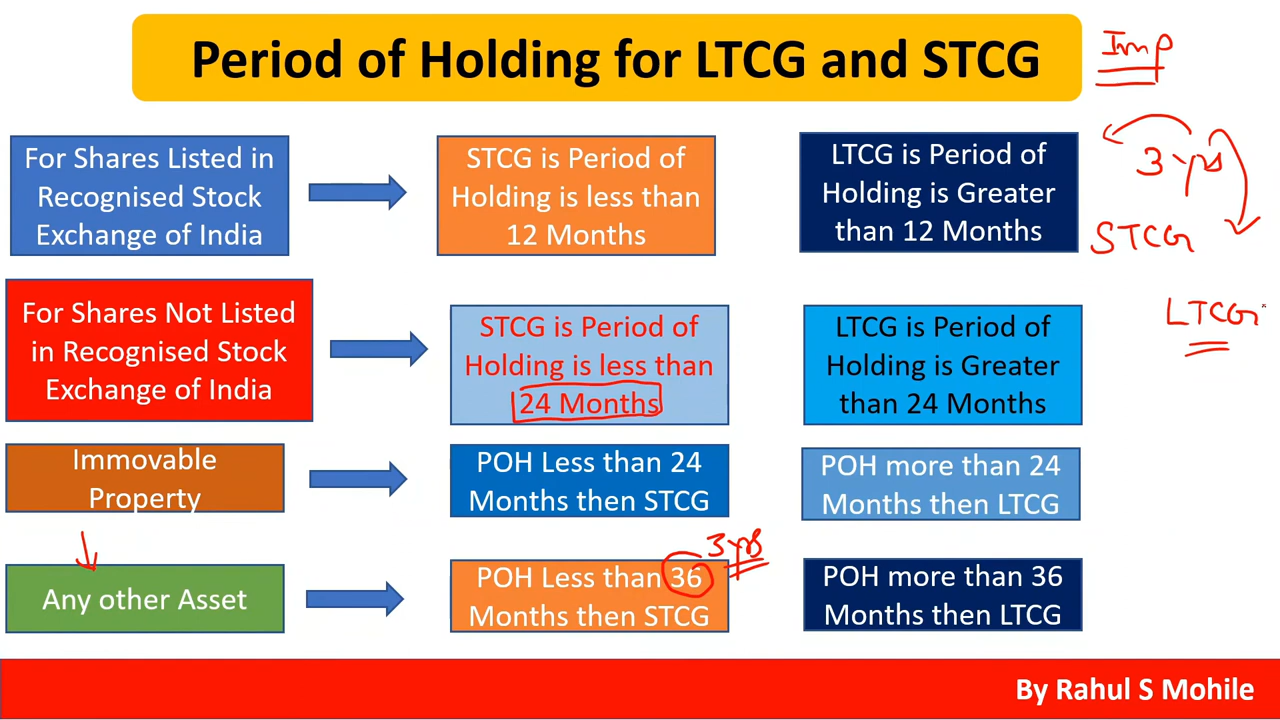 Period of Holding for LTCG and STCG
Imp
For Shares Listed in
Recognised Stock
Exchange of India
STCG is Period of
Holding is less than
12 Months
LTCG is Period of
Holding is Greater
than 12 Months
3 yrs
STCG
LTCG
For Shares Not Listed
in Recognised Stock
Exchange of India
STCG is Period of
Holding is less than
24 Months
LTCG is Period of
Holding is Greater
than 24 Months
Immovable
Property
POH Less than 24
Months then STCG
POH more than 24
Months then LTCG
3 yrs
Any other Asset
POH Less than 36
Months then STCG
POH more than 36
Months then LTCG
By Rahul S Mohile